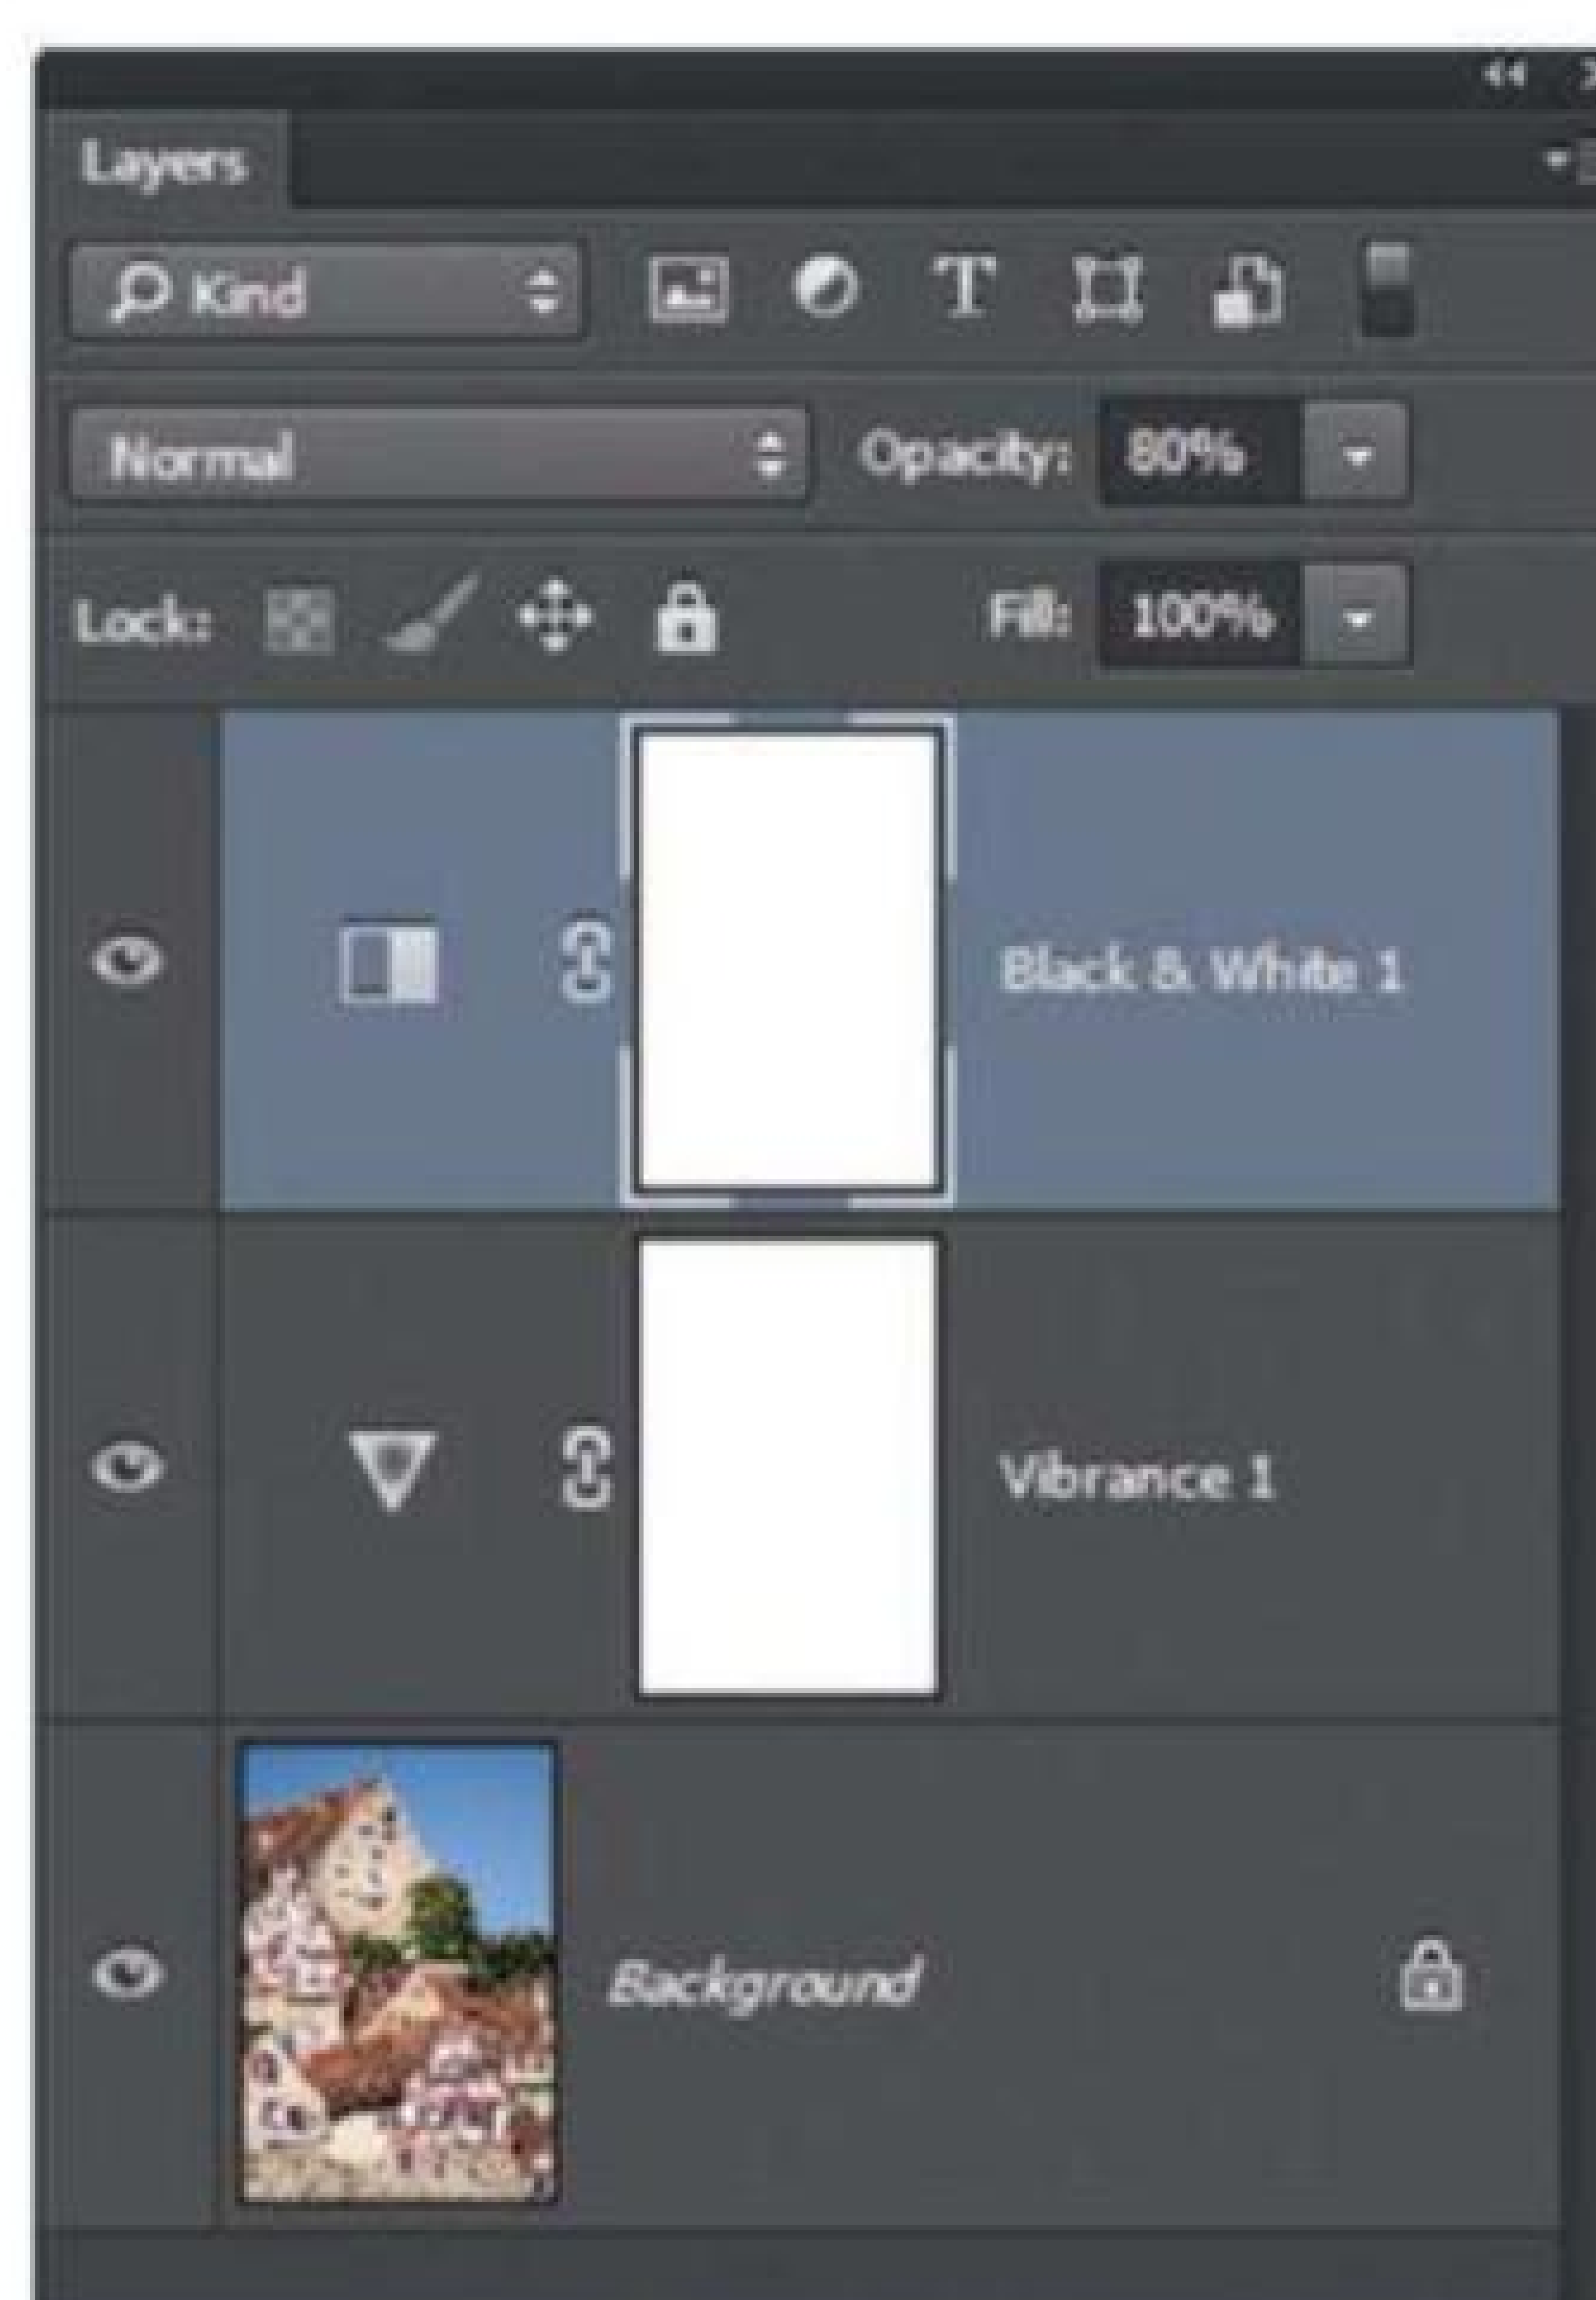 Layers
Kind
Normal Opacity: 80%
Lock: Fill: 100%
Black & White 1
Vibrance 1
Background